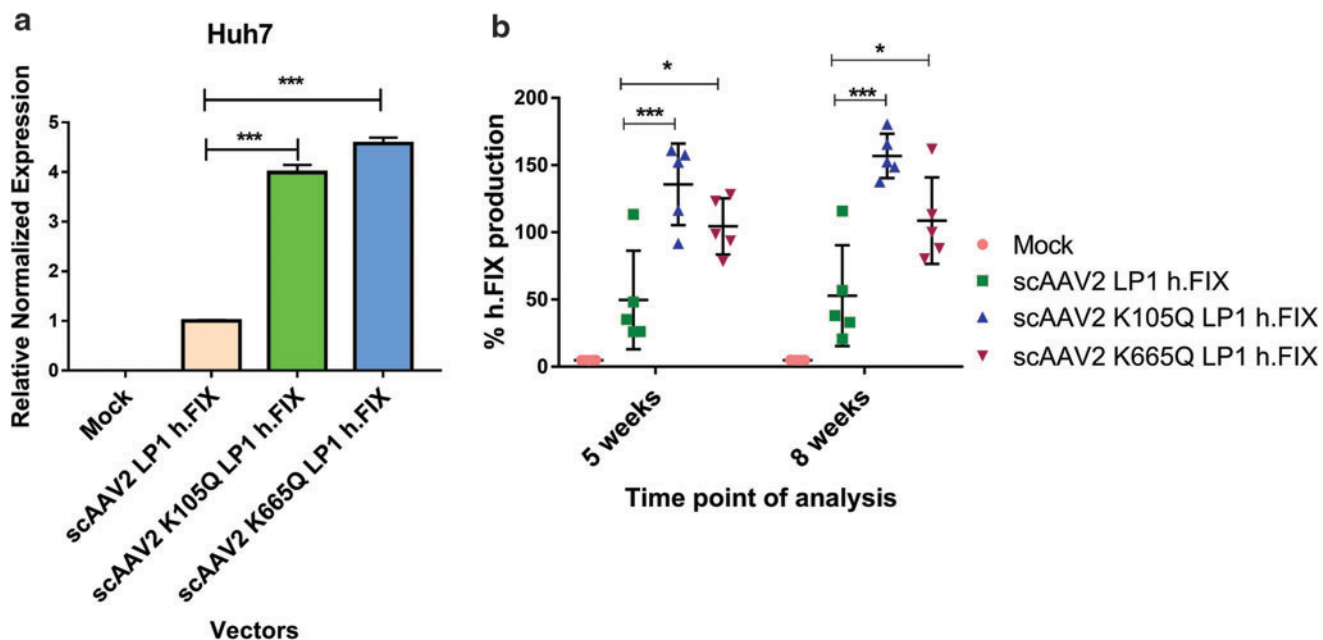 a
Huh7
Relative Normalized Expression
5
4
3
2
1
0
***
***
Mock
scAAV2 LP1 h.FIX
scAAV2 K105Q LP1 h.FIX
scAAV2 K665Q LP1 h.FIX
Vectors
b
% h.FIX production
200
150
100
50
0
*
***
*
***
5 weeks
8 weeks
Time point of analysis
Mock
scAAV2 LP1 h.FIX
scAAV2 K105Q LP1 h.FIX
scAAV2 K665Q LP1 h.FIX